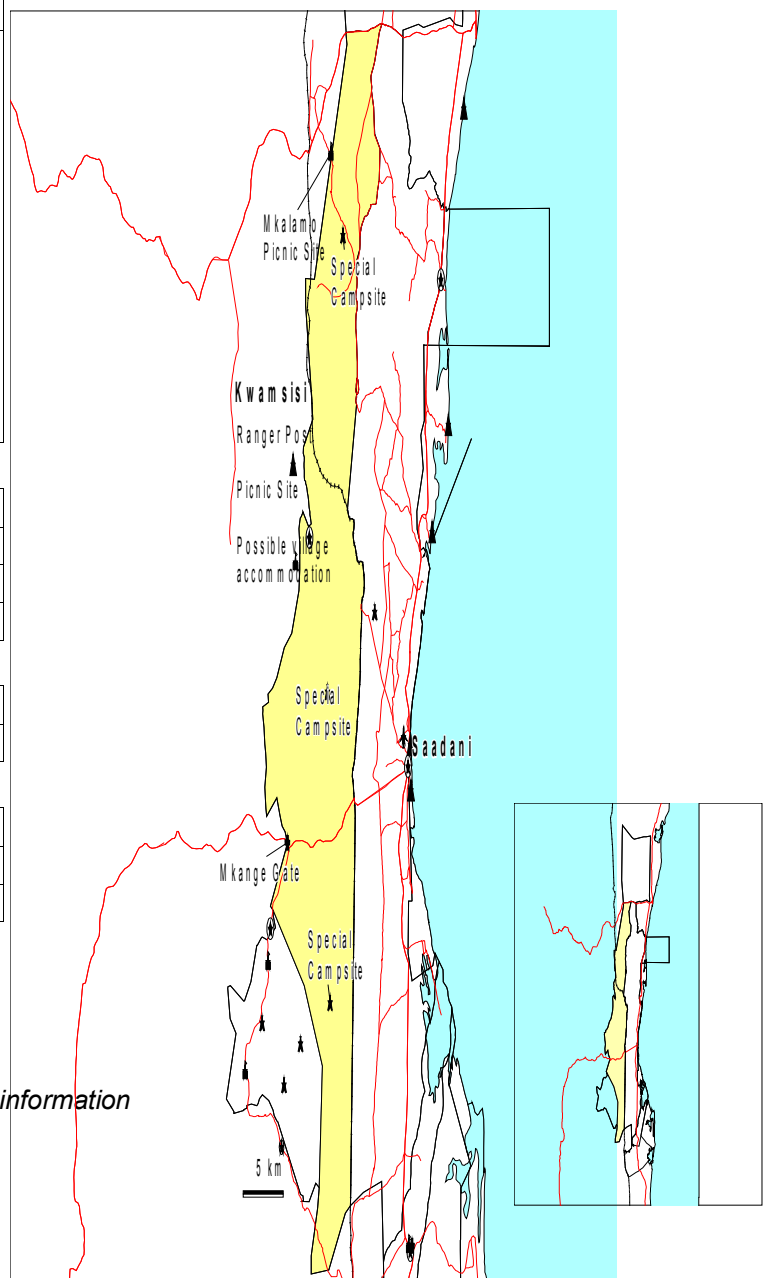 Mkalamo
Picnic Site
Special
Campsite
Kwamsisi
Ranger Post
Picnic Site
Possible village
accommodation
Special
Campsite
Saadani
Mkange Gate
Special
Campsite
information
5 km